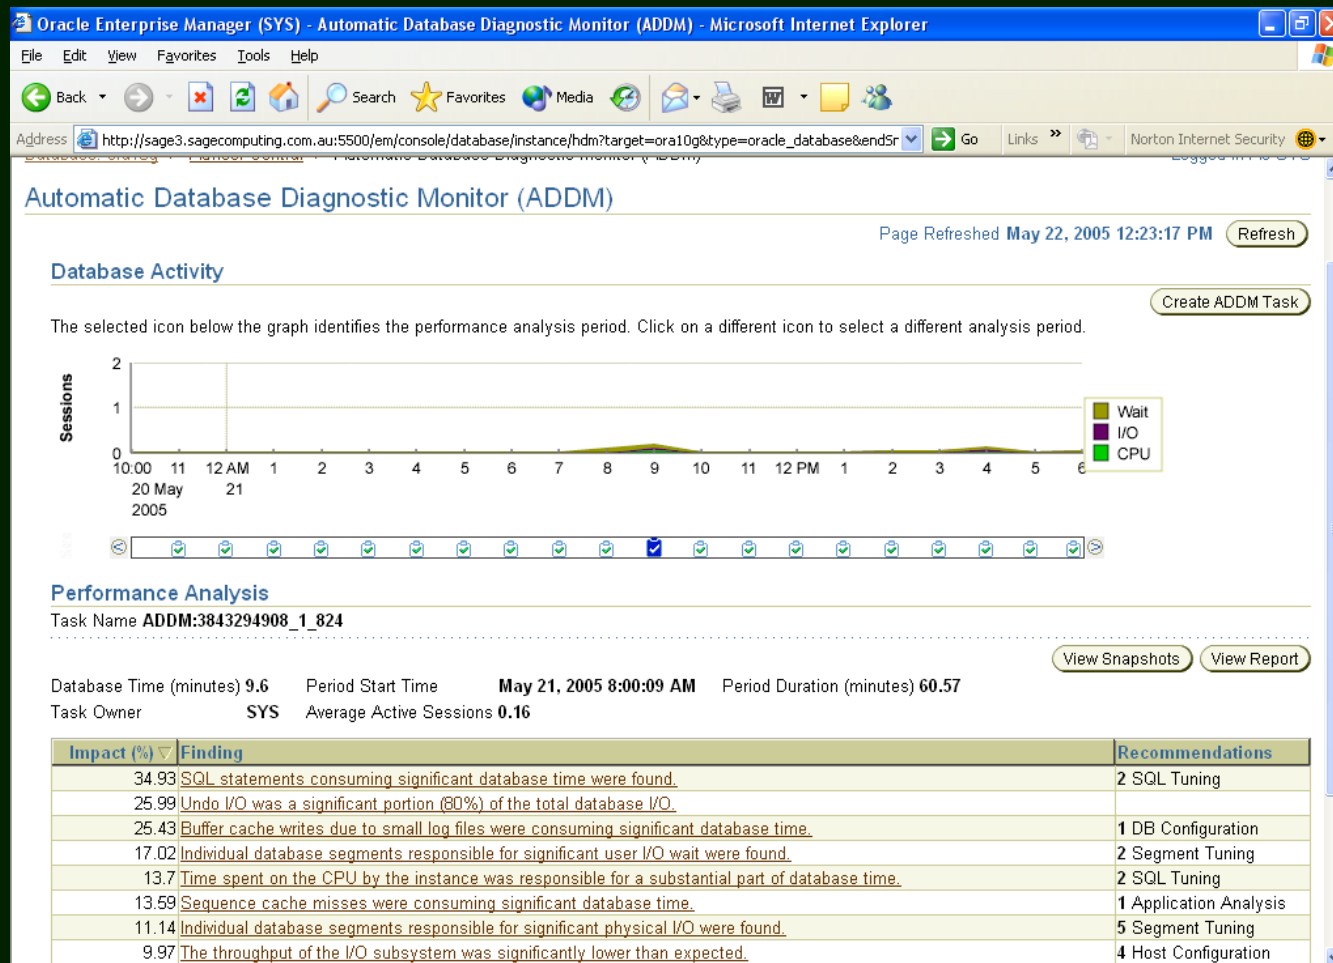 Oracle Enterprise Manager (SYS) - Automatic Database Diagnostic Monitor (ADDM) - Microsoft Internet Explorer
File Edit View Favorites Tools Help
Back Search Favorites Media
Address http://sage3.sagecomputing.com.au:5500/em/console/database/instance/hdm?target=ora10g&type=oracle_database&endSr Go Links » Norton Internet Security
Automatic Database Diagnostic Monitor (ADDM)
Logged in As SYS
Automatic Database Diagnostic Monitor (ADDM)
Page Refreshed May 22, 2005 12:23:17 PM Refresh
Database Activity
Create ADDM Task
The selected icon below the graph identifies the performance analysis period. Click on a different icon to select a different analysis period.
Sessions
2
1
0
Wait
I/O
CPU
10:00 11 12 AM 1 2 3 4 5 6 7 8 9 10 11 12 PM 1 2 3 4 5 6
20 May 21
2005
Performance Analysis
Task Name ADDM:3843294908_1_824
View Snapshots View Report
Database Time (minutes) 9.6 Period Start Time May 21, 2005 8:00:09 AM Period Duration (minutes) 60.57
Task Owner SYS Average Active Sessions 0.16
Impact (%) Finding Recommendations
34.93 SQL statements consuming significant database time were found. 2 SQL Tuning
25.99 Undo I/O was a significant portion (80%) of the total database I/O.
25.43 Buffer cache writes due to small log files were consuming significant database time. 1 DB Configuration
17.02 Individual database segments responsible for significant user I/O wait were found. 2 Segment Tuning
13.7 Time spent on the CPU by the instance was responsible for a substantial part of database time. 2 SQL Tuning
13.59 Sequence cache misses were consuming significant database time. 1 Application Analysis
11.14 Individual database segments responsible for significant physical I/O were found. 5 Segment Tuning
9.97 The throughput of the I/O subsystem was significantly lower than expected. 4 Host Configuration